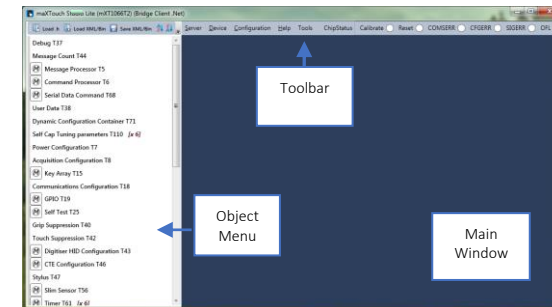 maXTouch Studio Lite (mXT1066T2) (Bridge Client .Net)
Load X Load XML/Bin Save XML/Bin Server Device Configuration Help Tools ChipStatus Calibrate Reset COMSERR CFGERR SIGERR OFL
Debug T37
Message Count T44
Message Processor T5
Command Processor T6
Serial Data Command T68
User Data T38
Dynamic Configuration Container T71
Self Cap Tuning parameters T110 [x 6]
Power Configuration T7
Acquisition Configuration T8
Key Array T15
Communications Configuration T18
GPIO T19
Self Test T25
Grip Suppression T40
Touch Suppression T42
Digitiser HID Configuration T43
CTE Configuration T46
Stylus T47
Slim Sensor T56
Timer T61 [x 6]
Toolbar
Object
Menu
Main
Window